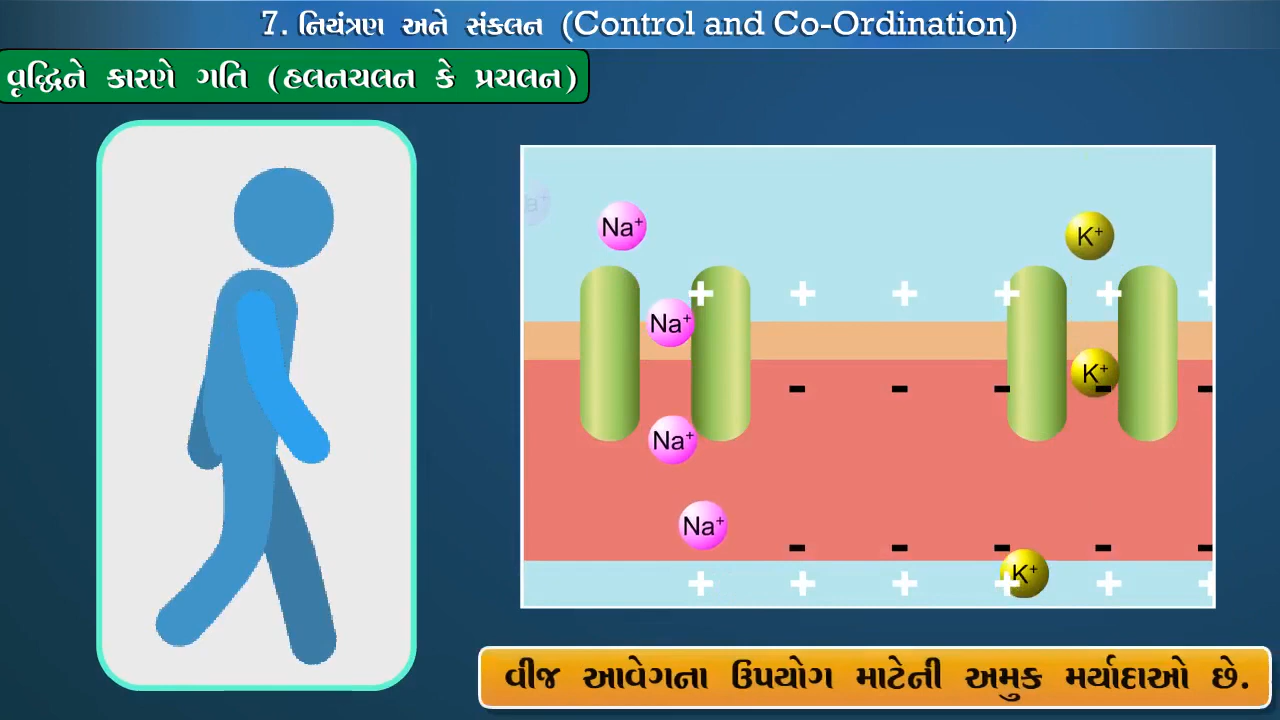 7. નિયંત્રણ અને સંકલન (Control and Co-Ordination)
વૃદ્ધિને કારણે ગતિ (હલનચલન કે પ્રચલન)
Na⁺
Na⁺ K⁺
+ + + + + +
Na⁺
K⁺
- - - - -
Na⁺
Na⁺
- - - - -
K⁺
+ + + + + +
વીજ આવેગના ઉપયોગ માટેની અમુક મર્યાદાઓ છે.